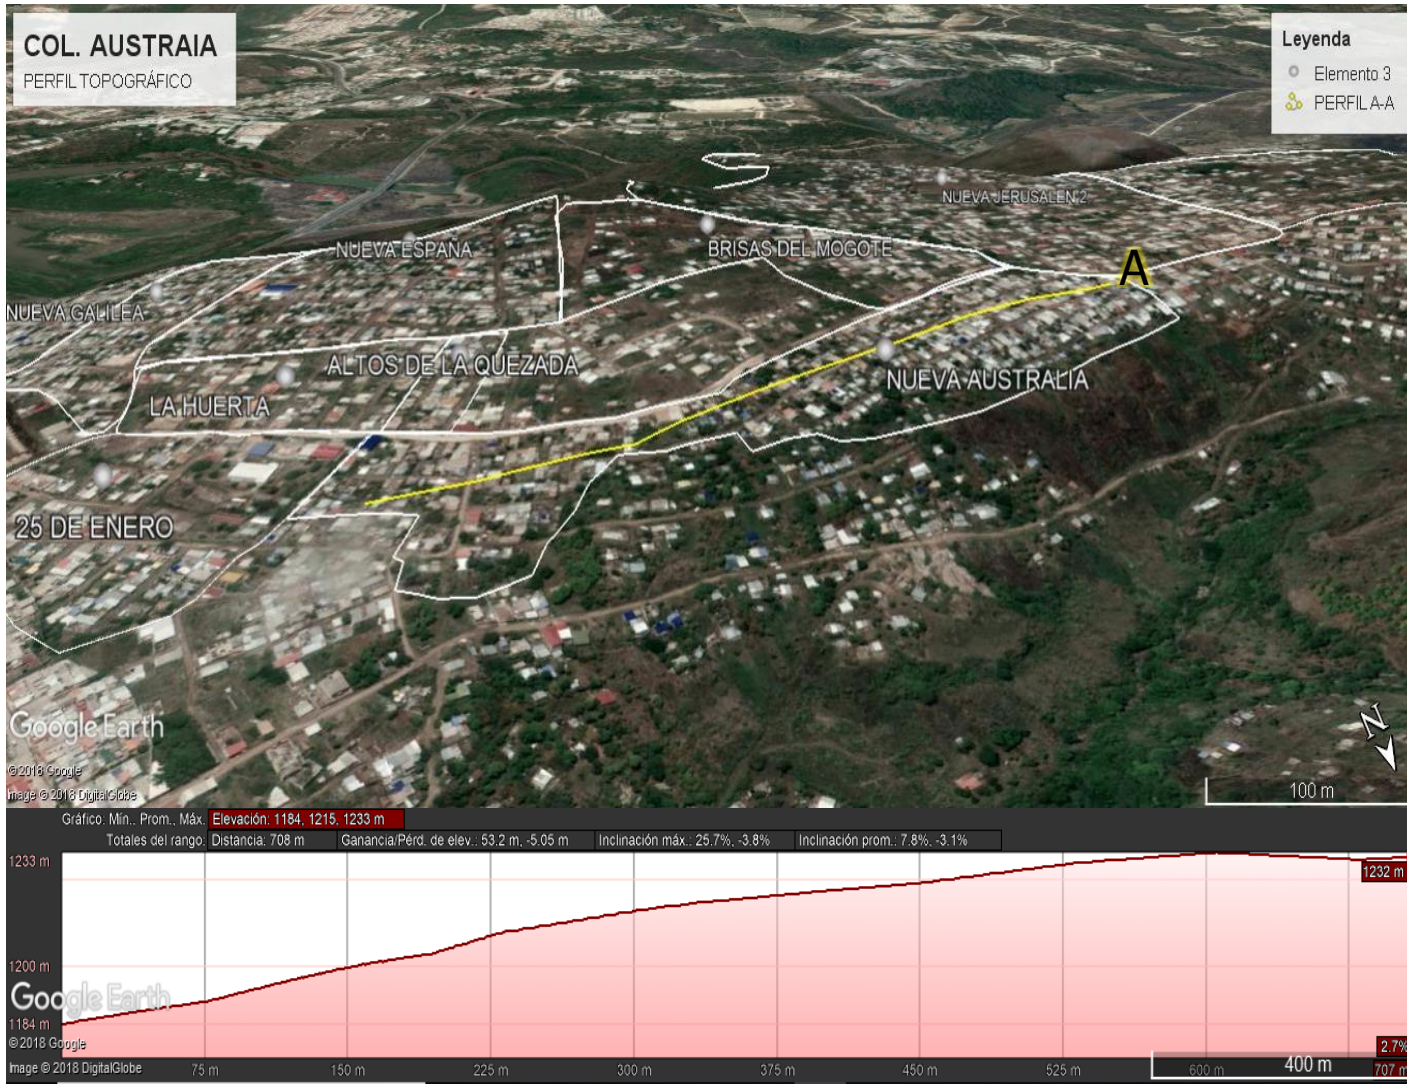 COL. AUSTRAIA
PERFIL TOPOGRÁFICO
Leyenda
Elemento 3
PERFIL A-A
NUEVA JERUSALEN 2
NUEVA ESPAÑA
BRISAS DEL MOGOTE
A
NUEVA GALILEA
ALTOS DE LA QUEZADA
NUEVA AUSTRALIA
LA HUERTA
25 DE ENERO
Google Earth
© 2018 Google
Image © 2018 DigitalGlobe
N
100 m
Gráfico: Mín., Prom., Máx. Elevación: 1184, 1215, 1233 m
Totales del rango: Distancia: 708 m Ganancia/Pérd. de elev.: 53.2 m, -5.05 m Inclinación máx.: 25.7%, -3.8% Inclinación prom.: 7.8%, -3.1%
1233 m
1232 m
1200 m
Google Earth
1184 m
© 2018 Google
2.7%
Image © 2018 DigitalGlobe
75 m 150 m 225 m 300 m 375 m 450 m 525 m 600 m 400 m 707 m